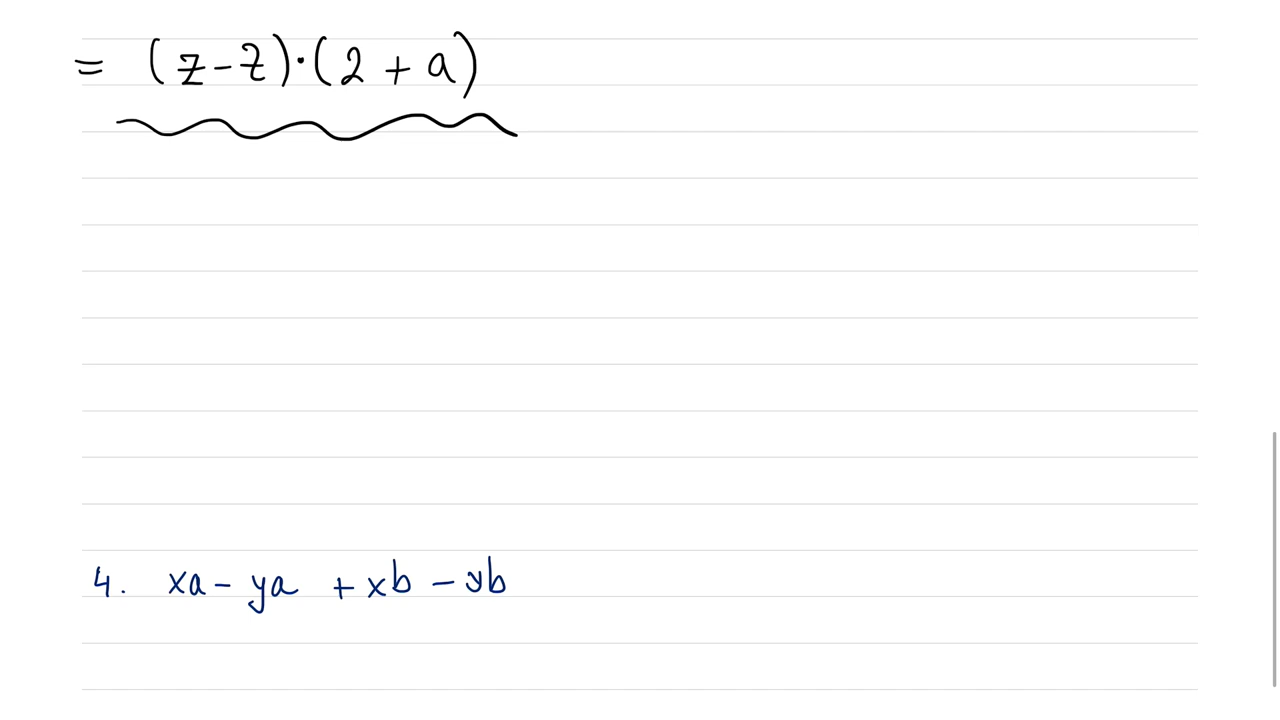 = (z-z)·(2+a)
4. xa - ya + xb - yb